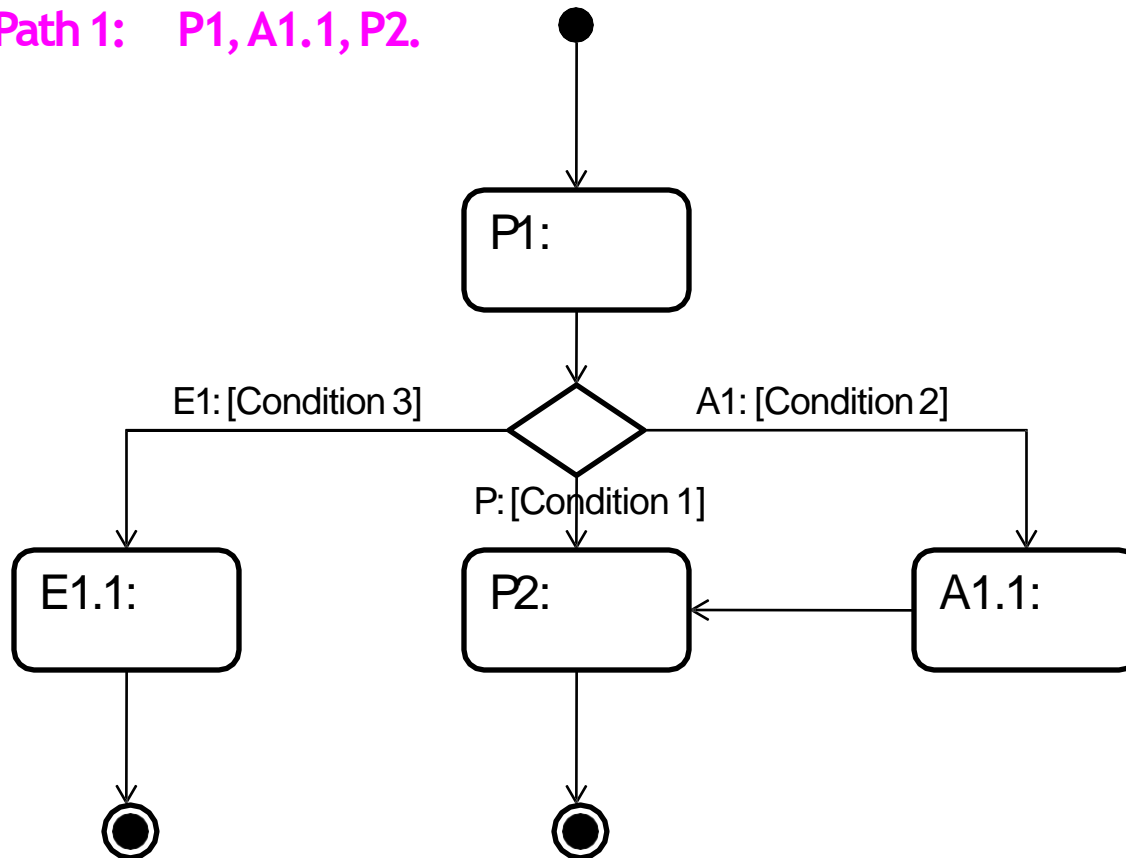 Path 1: P1, A1.1, P2.
P1:
E1: [Condition 3]
A1: [Condition 2]
P: [Condition 1]
E1.1:
P2:
A1.1: